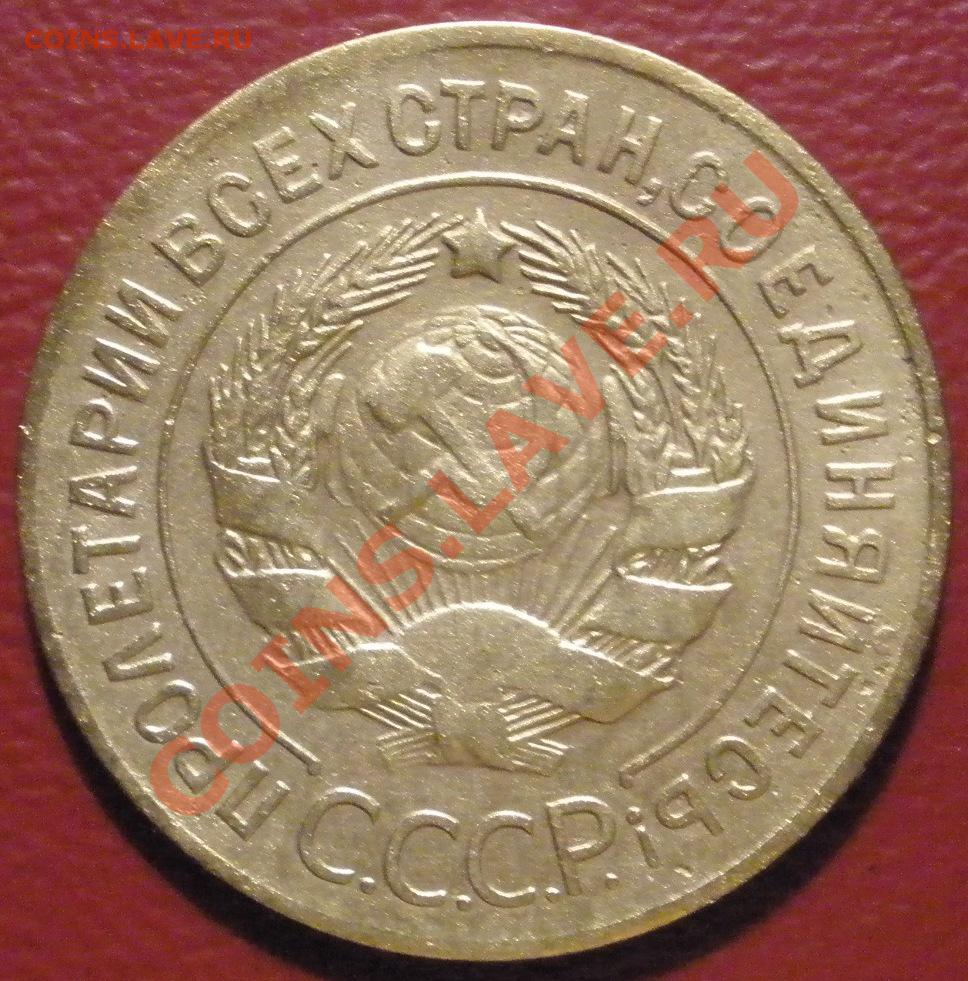 COINS.LAVE.RU
ПРОЛЕТАРИИ ВСЕХ СТРАН, СОЕДИНЯЙТЕСЬ!
С.С.С.Р.
COINS.LAVE.RU